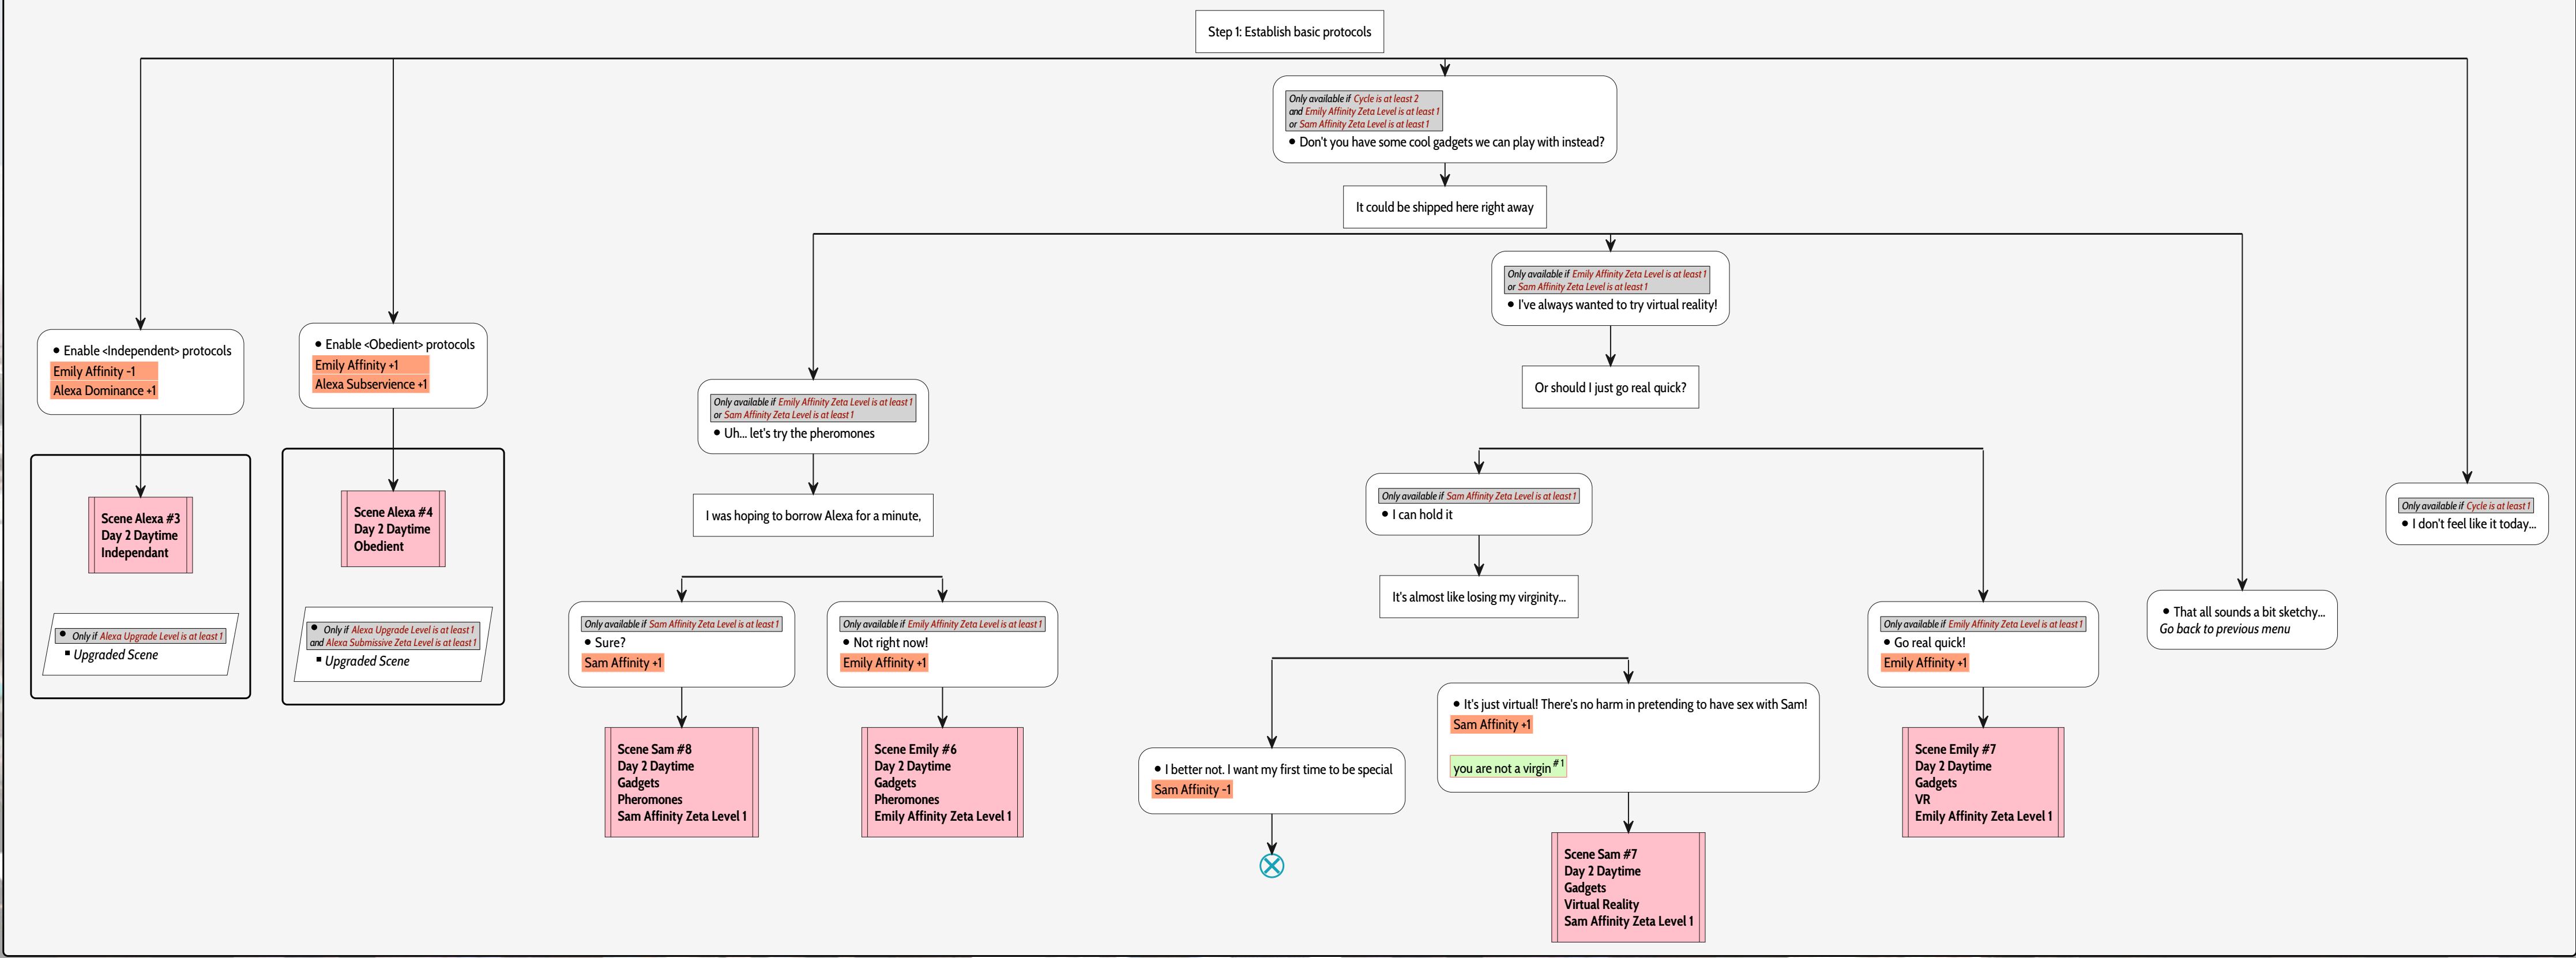 Step 1: Establish basic protocols
Only available if Cycle is at least 2
and Emily Affinity Zeta Level is at least 1
or Sam Affinity Zeta Level is at least 1
• Don't you have some cool gadgets we can play with instead?
It could be shipped here right away
Only available if Emily Affinity Zeta Level is at least 1
or Sam Affinity Zeta Level is at least 1
• I've always wanted to try virtual reality!
Or should I just go real quick?
• Enable <Independent> protocols
Emily Affinity -1
Alexa Dominance +1
• Enable <Obedient> protocols
Emily Affinity +1
Alexa Subservience +1
Only available if Emily Affinity Zeta Level is at least 1
or Sam Affinity Zeta Level is at least 1
• Uh... let's try the pheromones
I was hoping to borrow Alexa for a minute,
Scene Alexa #3
Day 2 Daytime
Independant
• Only if Alexa Upgrade Level is at least 1
▪ Upgraded Scene
Scene Alexa #4
Day 2 Daytime
Obedient
• Only if Alexa Upgrade Level is at least 1
and Alexa Submissive Zeta Level is at least 1
▪ Upgraded Scene
Only available if Sam Affinity Zeta Level is at least 1
• Sure?
Sam Affinity +1
Scene Sam #8
Day 2 Daytime
Gadgets
Pheromones
Sam Affinity Zeta Level 1
Only available if Emily Affinity Zeta Level is at least 1
• Not right now!
Emily Affinity +1
Scene Emily #6
Day 2 Daytime
Gadgets
Pheromones
Emily Affinity Zeta Level 1
Only available if Sam Affinity Zeta Level is at least 1
• I can hold it
It's almost like losing my virginity...
• I better not. I want my first time to be special
Sam Affinity -1
• It's just virtual! There's no harm in pretending to have sex with Sam!
Sam Affinity +1
you are not a virgin #1
Scene Sam #7
Day 2 Daytime
Gadgets
Virtual Reality
Sam Affinity Zeta Level 1
Only available if Emily Affinity Zeta Level is at least 1
• Go real quick!
Emily Affinity +1
Scene Emily #7
Day 2 Daytime
Gadgets
VR
Emily Affinity Zeta Level 1
• That all sounds a bit sketchy...
Go back to previous menu
Only available if Cycle is at least 1
• I don't feel like it today...